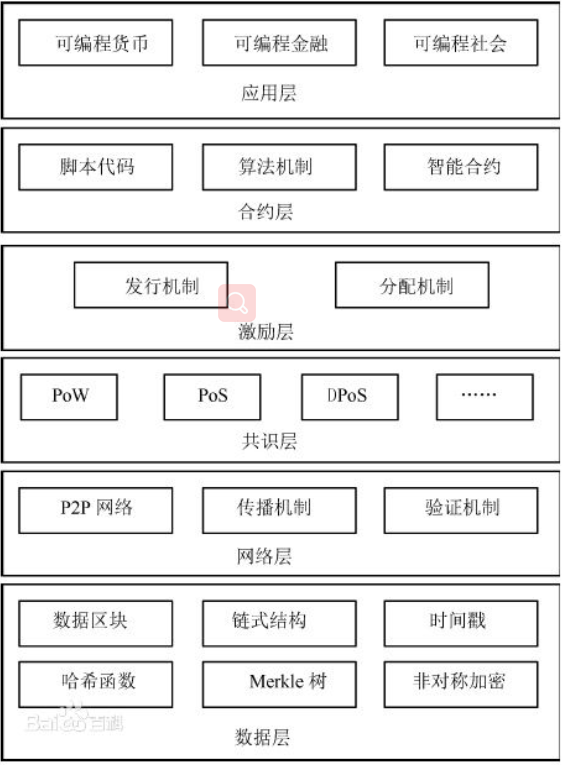 可编程货币 可编程金融 可编程社会
应用层
脚本代码 算法机制 智能合约
合约层
发行机制 分配机制
激励层
PoW PoS DPoS ……
共识层
P2P 网络 传播机制 验证机制
网络层
数据区块 链式结构 时间戳
哈希函数 Merkle 树 非对称加密
Baidu百科
数据层